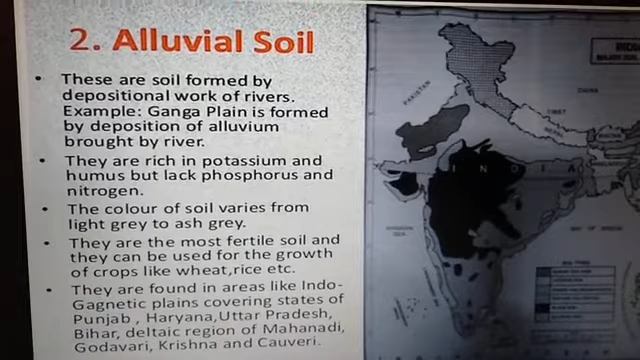 2. Alluvial Soil
• These are soil formed by
depositional work of rivers.
Example: Ganga Plain is formed
by deposition of alluvium
brought by river.
• They are rich in potassium and
humus but lack phosphorus and
nitrogen.
• The colour of soil varies from
light grey to ash grey.
• They are the most fertile soil and
they can be used for the growth
of crops like wheat,rice etc.
• They are found in areas like Indo-
Gagnetic plains covering states of
Punjab , Haryana,Uttar Pradesh,
Bihar, deltaic region of Mahanadi,
Godavari, Krishna and Cauveri.
PAKISTAN
CHINA
TIBET
NEPAL
INDIA
ARABIAN
SEA
BAY OF BENGAL